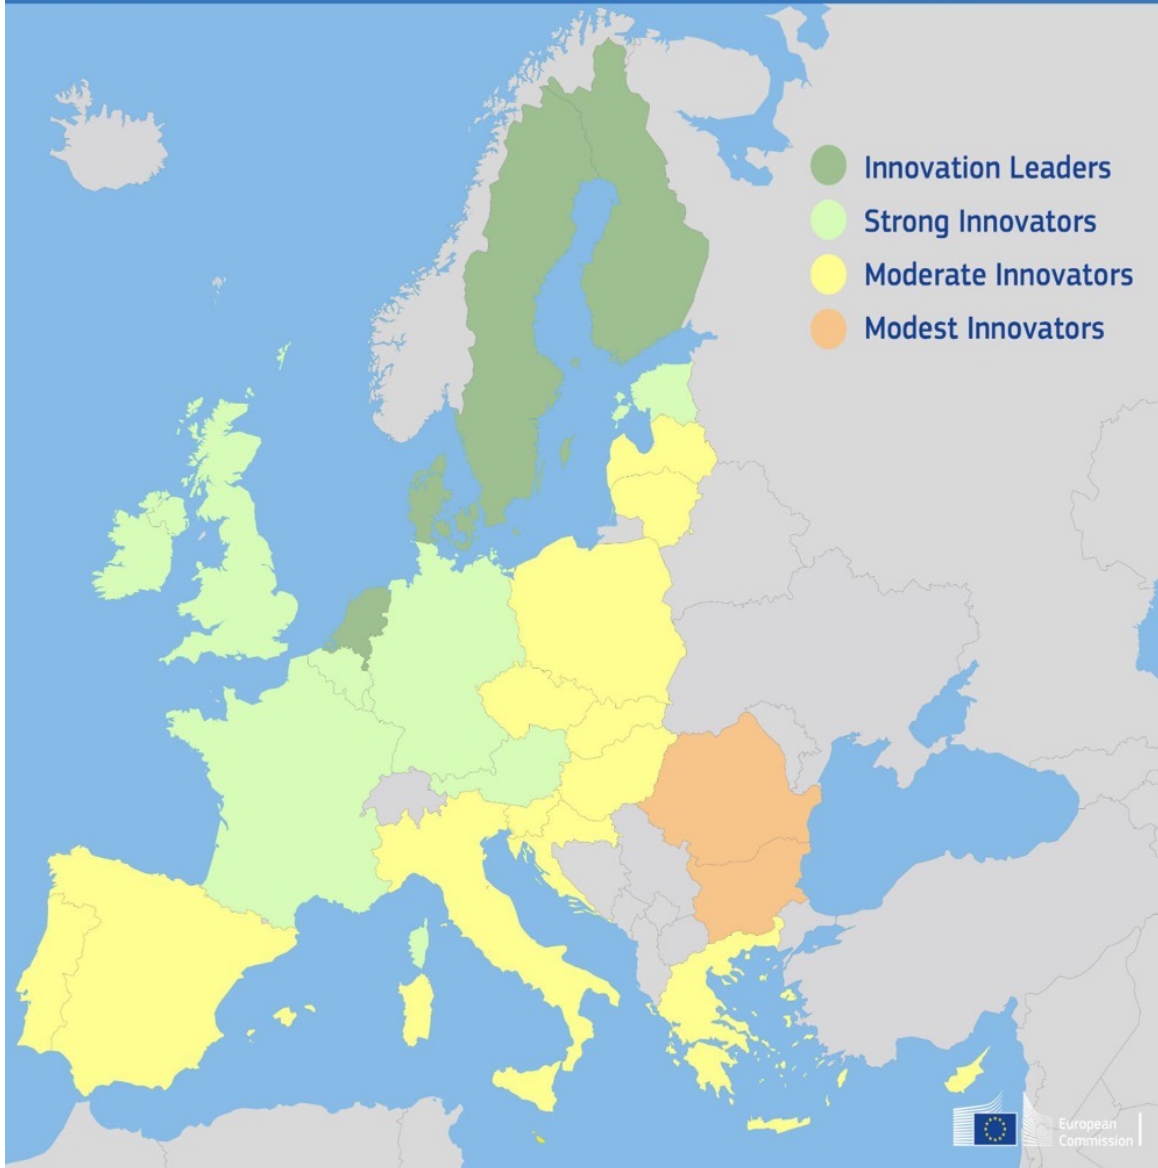 Innovation Leaders
Strong Innovators
Moderate Innovators
Modest Innovators
European
Commission